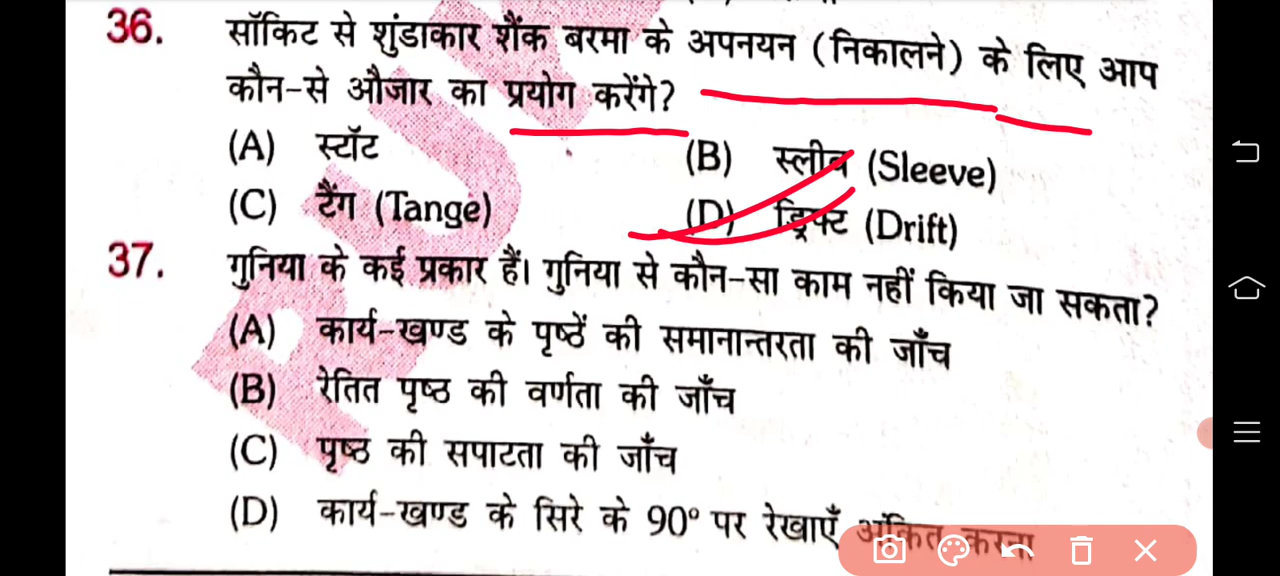 36. सॉकिट से शुंडाकार शैंक बरमा के अपनयन (निकालने) के लिए आप
कौन-से औजार का प्रयोग करेंगे?
(A) स्टॉट (B) स्लीव (Sleeve)
(C) टैंग (Tange) (D) ड्रिफ्ट (Drift)
37. गुनिया के कई प्रकार हैं। गुनिया से कौन-सा काम नहीं किया जा सकता?
(A) कार्य-खण्ड के पृष्ठें की समानान्तरता की जाँच
(B) रेतित पृष्ठ की वर्णता की जाँच
(C) पृष्ठ की सपाटता की जाँच
(D) कार्य-खण्ड के सिरे के 90° पर रेखाएँ अंकित करना